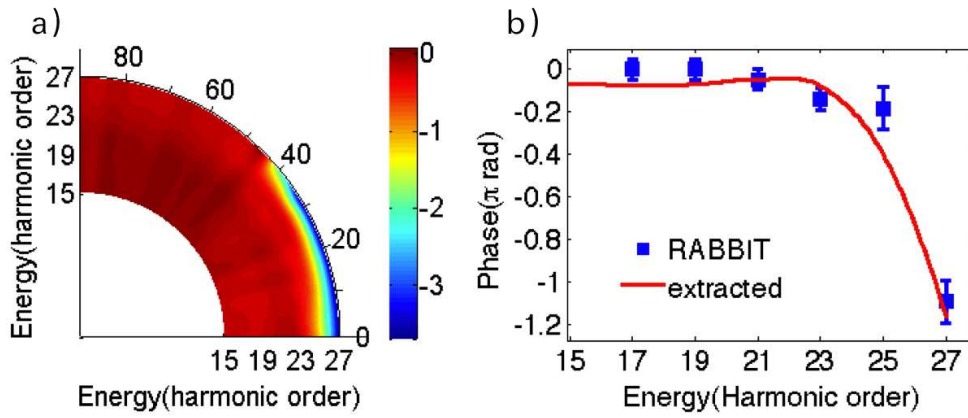 a)
80
60
40
20
0
27
23
19
15
Energy(harmonic order)
15 19 23 27
Energy(harmonic order)
0
-1
-2
-3
b)
0
-0.2
-0.4
-0.6
-0.8
-1
-1.2
Phase(π rad)
RABBIT
extracted
15 17 19 21 23 25 27
Energy(Harmonic order)